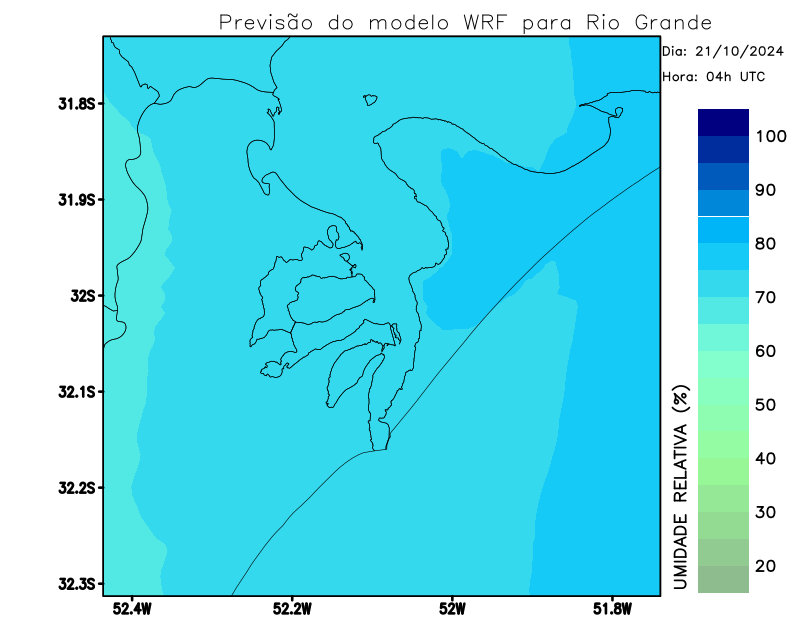 Previsão do modelo WRF para Rio Grande
Dia: 21/10/2024
Hora: 04h UTC
31.8S
31.9S
32S
32.1S
32.2S
32.3S
52.4W
52.2W
52W
51.8W
100
90
80
70
60
50
40
30
20
UMIDADE RELATIVA (%)